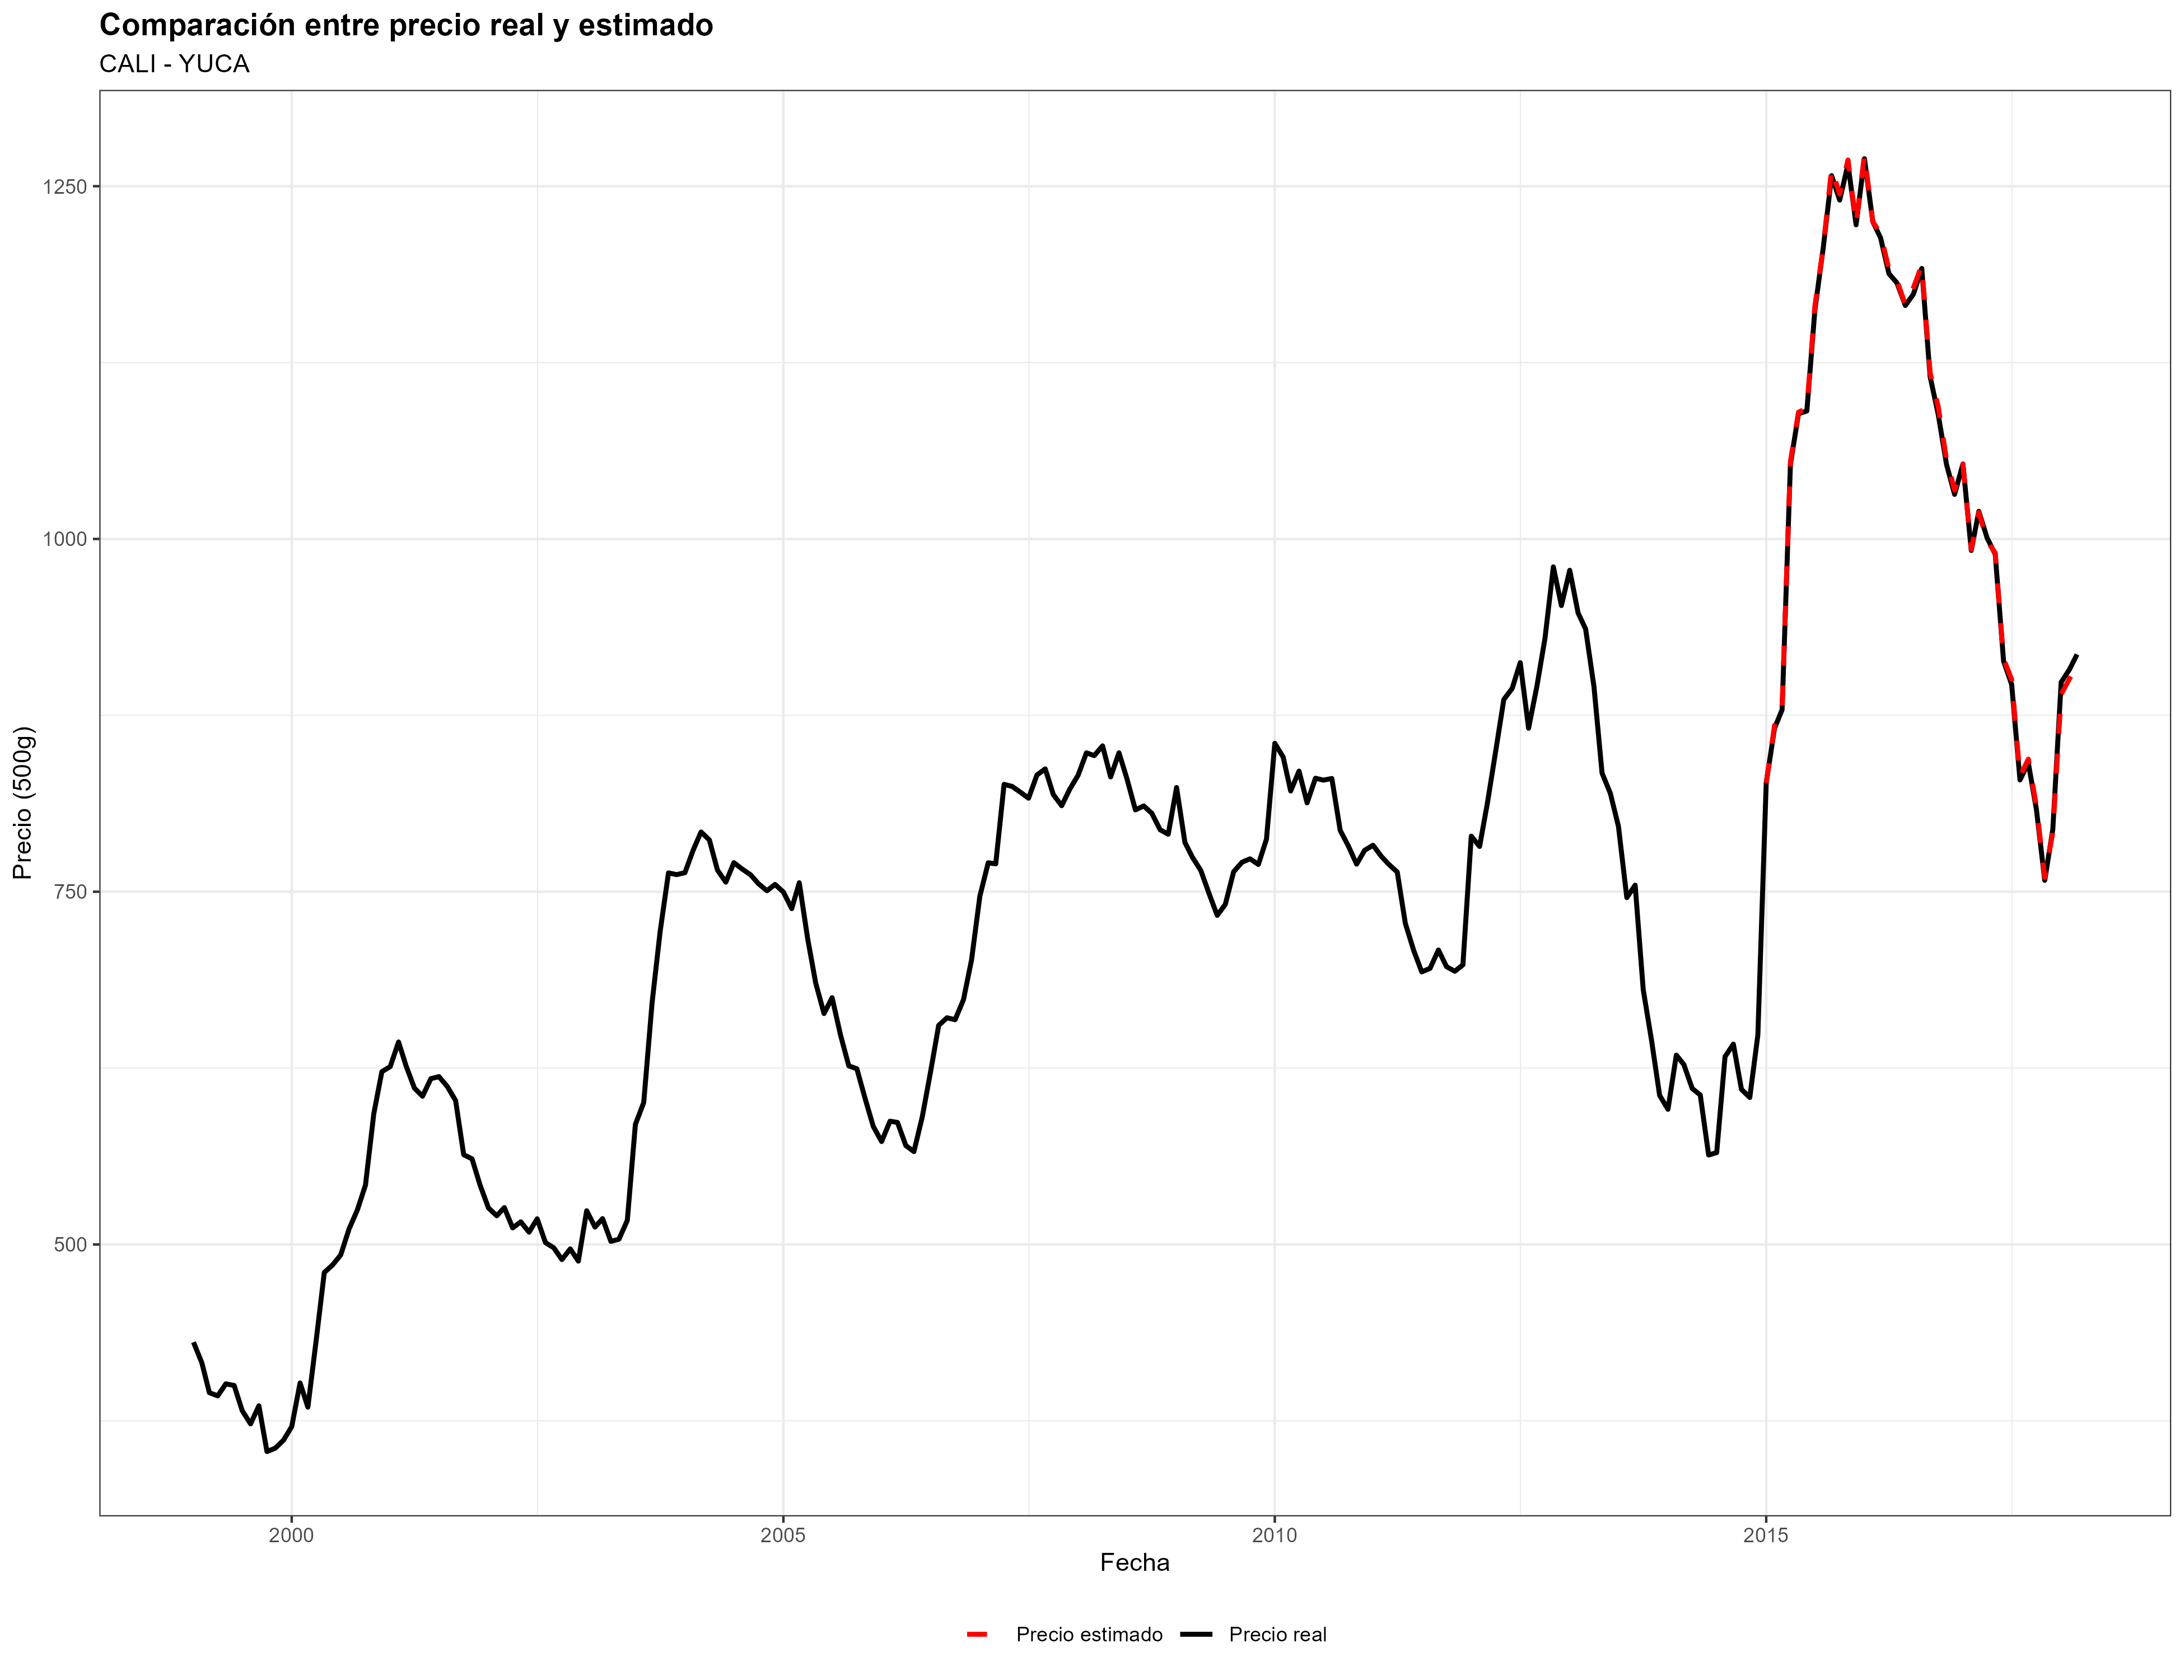 Comparación entre precio real y estimado
CALI - YUCA
1250
1000
750
500
Precio (500g)
2000 2005 2010 2015
Fecha
Precio estimado Precio real